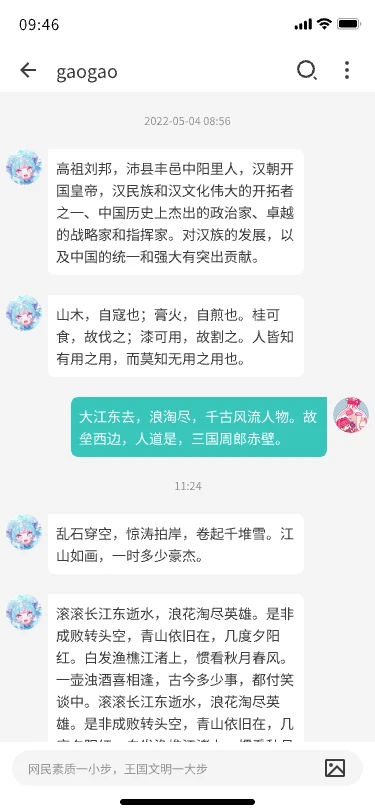 09:46
gaogao
2022-05-04 08:56
高祖刘邦，沛县丰邑中阳里人，汉朝开
国皇帝，汉民族和汉文化伟大的开拓者
之一、中国历史上杰出的政治家、卓越
的战略家和指挥家。对汉族的发展，以
及中国的统一和强大有突出贡献。
山木，自寇也；膏火，自煎也。桂可
食，故伐之；漆可用，故割之。人皆知
有用之用，而莫知无用之用也。
大江东去，浪淘尽，千古风流人物。故
垒西边，人道是，三国周郎赤壁。
11:24
乱石穿空，惊涛拍岸，卷起千堆雪。江
山如画，一时多少豪杰。
滚滚长江东逝水，浪花淘尽英雄。是非
成败转头空，青山依旧在，几度夕阳
红。白发渔樵江渚上，惯看秋月春风。
一壶浊酒喜相逢，古今多少事，都付笑
谈中。滚滚长江东逝水，浪花淘尽英
雄。是非成败转头空，青山依旧在，几
网民素质一小步，王国文明一大步